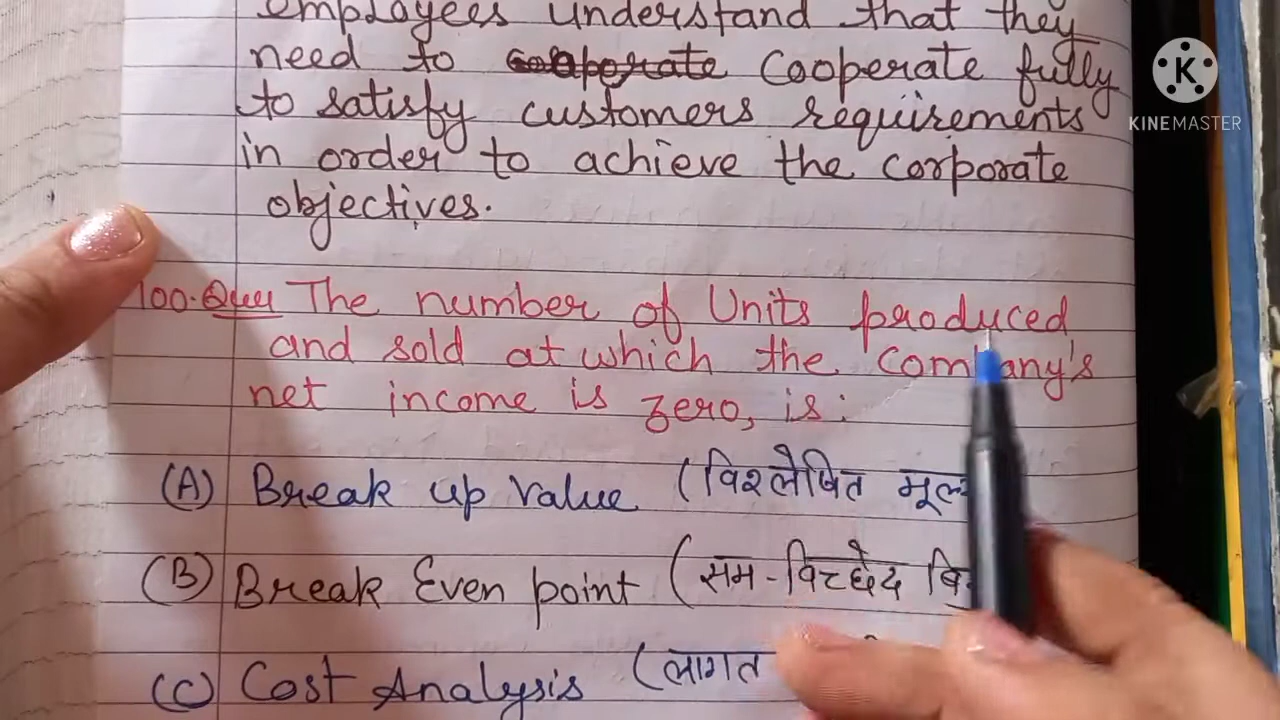 employees understand that they
need to cooperate fully
to satisfy customers requirements
in order to achieve the corporate
objectives.
100. Que The number of Units produced
and sold at which the company's
net income is zero, is:
(A) Break up value (विश्लेषित
(B) Break Even point (सम-विच्छेद
(C) Cost Analysis (लागत
K
KINEMASTER